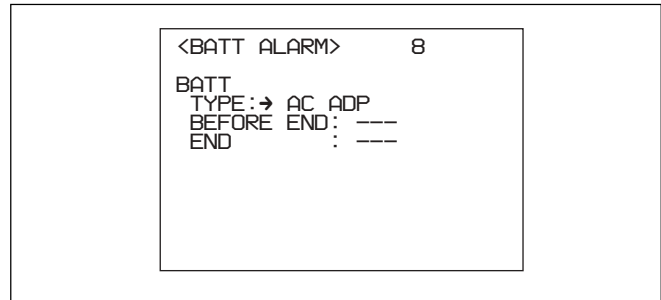 <BATT ALARM> 8
BATT
TYPE:→ AC ADP
BEFORE END: ---
END : ---